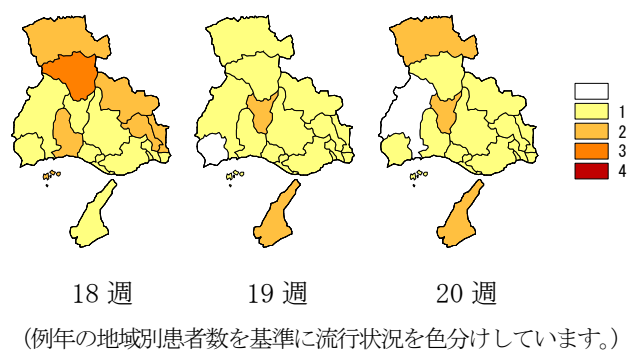 1
2
3
4
18 週
19 週
20 週
(例年の地域別患者数を基準に流行状況を色分けしています。)